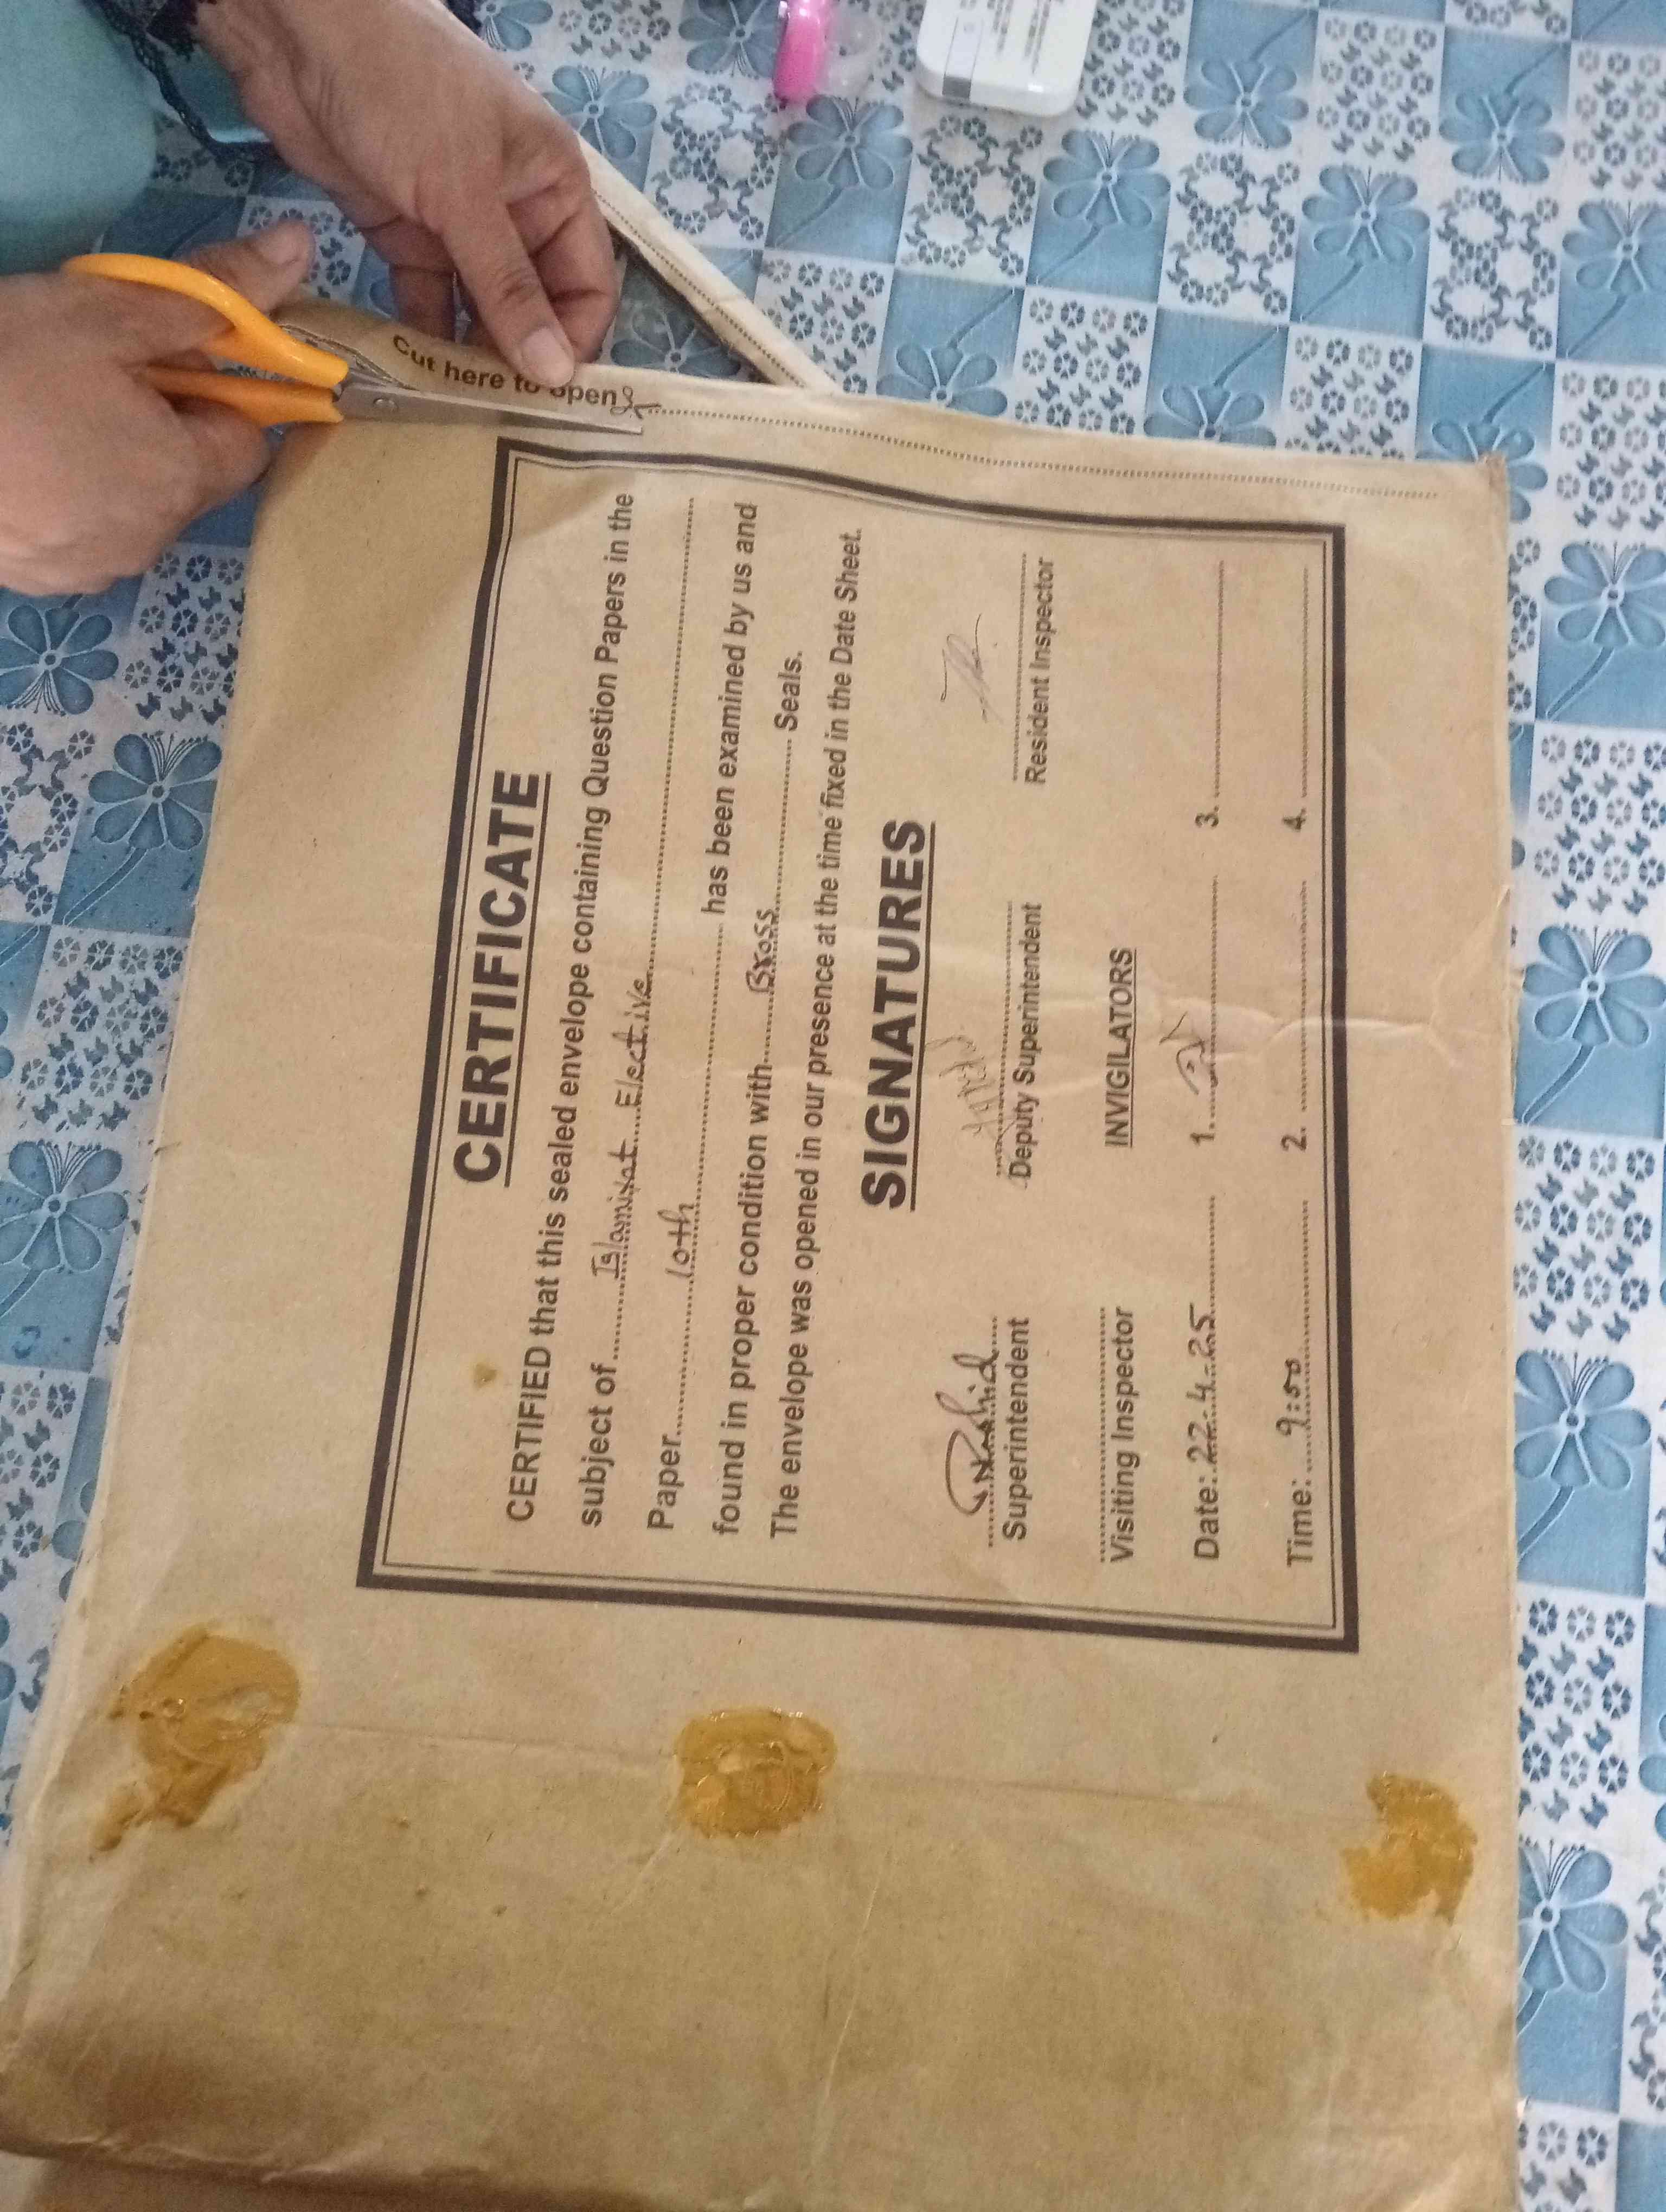 Cut here to open
CERTIFICATE
CERTIFIED that this sealed envelope containing Question Papers in the
subject of Islamiyat Elective
Paper 10th has been examined by us and
found in proper condition with Bross Seals.
The envelope was opened in our presence at the time fixed in the Date Sheet.
SIGNATURES
Superintendent Deputy Superintendent Resident Inspector
Visiting Inspector INVIGILATORS
Date: 22-4-25 1. 3.
Time: 9:00 2. 4.